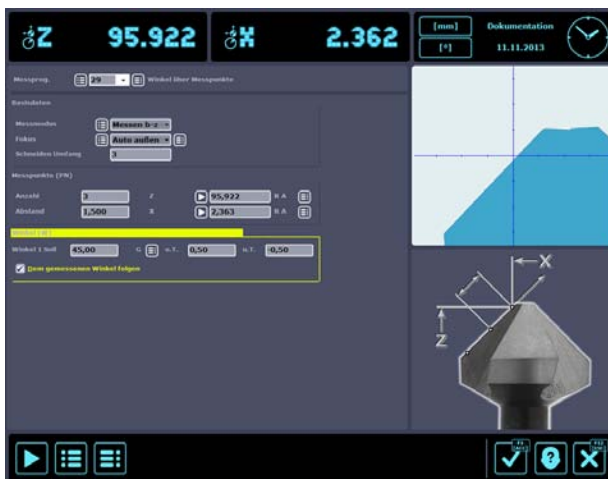 Z 95.922 X 2.362
[mm] Dokumentation
[°] 11.11.2013
Messprog. 29 Winkel über Messpunkte
Basisdaten
Messmodus Messen b-z
Fokus Auto außen
Schneiden Umfang 3
Messpunkte (PN)
Anzahl 3 Z 95,922 R A
Abstand 1,500 X 2,363 R A
Winkel 1 Soll 45,00 G o.T. 0,50 u.T. -0,50
Dem gemessenen Winkel folgen
X
Z